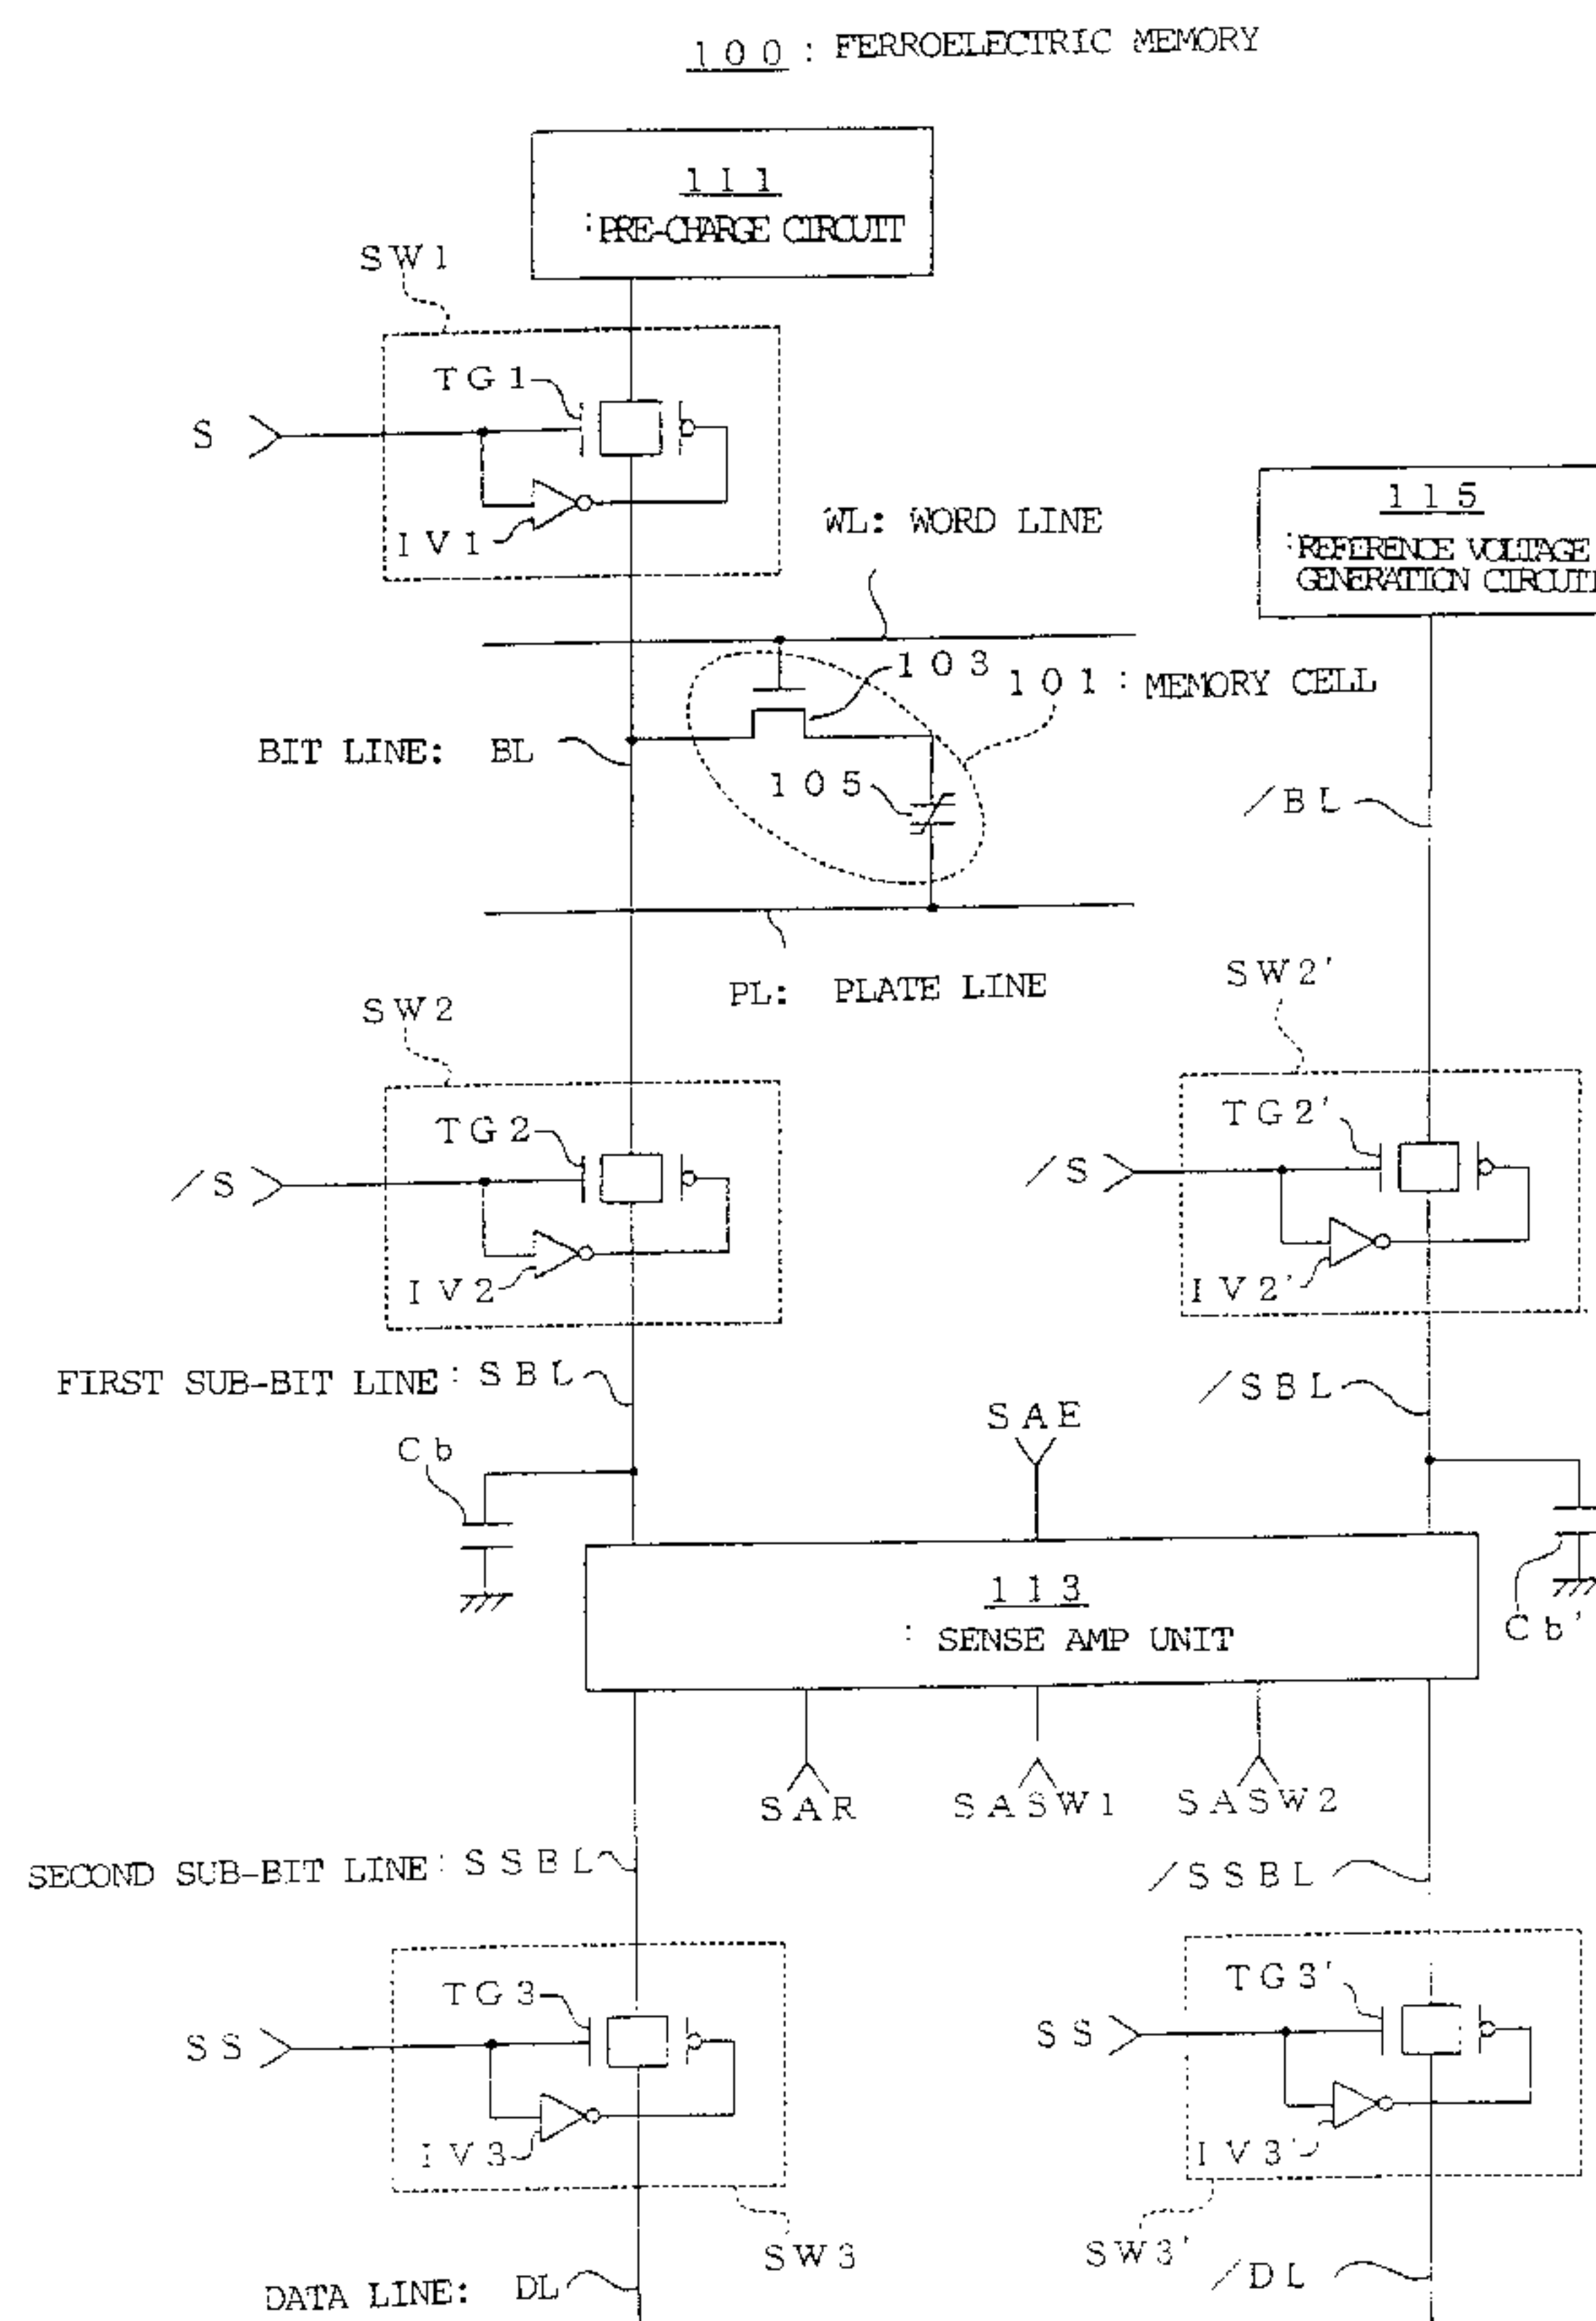 100 : FERROELECTRIC MEMORY
111
: PRE-CHARGE CIRCUIT
SW1
TG1
S
IV1
WL: WORD LINE
115
: REFERENCE VOLTAGE
GENERATION CIRCUIT
103
101 : MEMORY CELL
BIT LINE: BL
105
/BL
PL: PLATE LINE
SW2
SW2'
TG2
TG2'
/S
/S
IV2
IV2'
FIRST SUB-BIT LINE : SBL
/SBL
SAE
Cb
113
: SENSE AMP UNIT
Cb'
SAR
SASW1
SASW2
SECOND SUB-BIT LINE : SSBL
/SSBL
TG3
TG3'
SS
SS
IV3
IV3'
SW3
SW3'
DATA LINE: DL
/DL